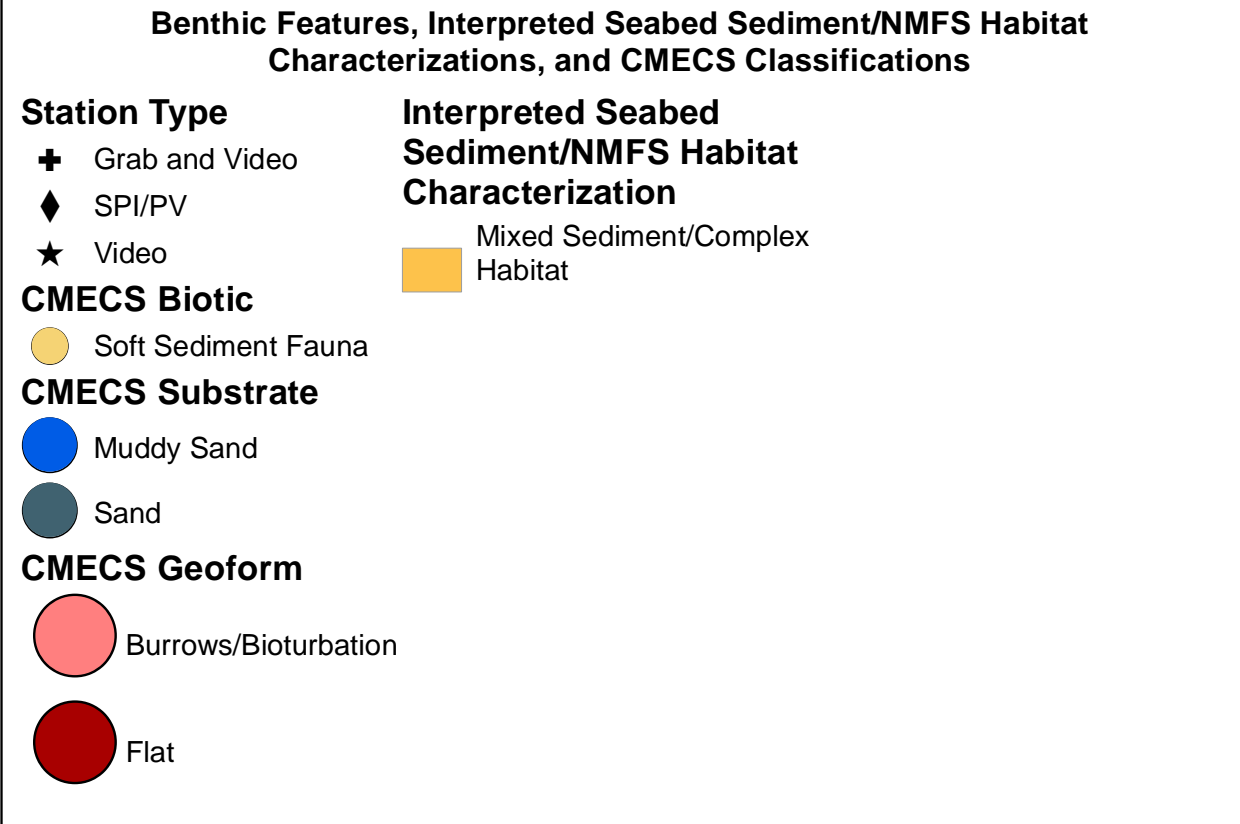 Benthic Features, Interpreted Seabed Sediment/NMFS Habitat
Characterizations, and CMECS Classifications
Station Type
Grab and Video
SPI/PV
Video
CMECS Biotic
Soft Sediment Fauna
CMECS Substrate
Muddy Sand
Sand
CMECS Geoform
Burrows/Bioturbation
Flat
Interpreted Seabed
Sediment/NMFS Habitat
Characterization
Mixed Sediment/Complex
Habitat